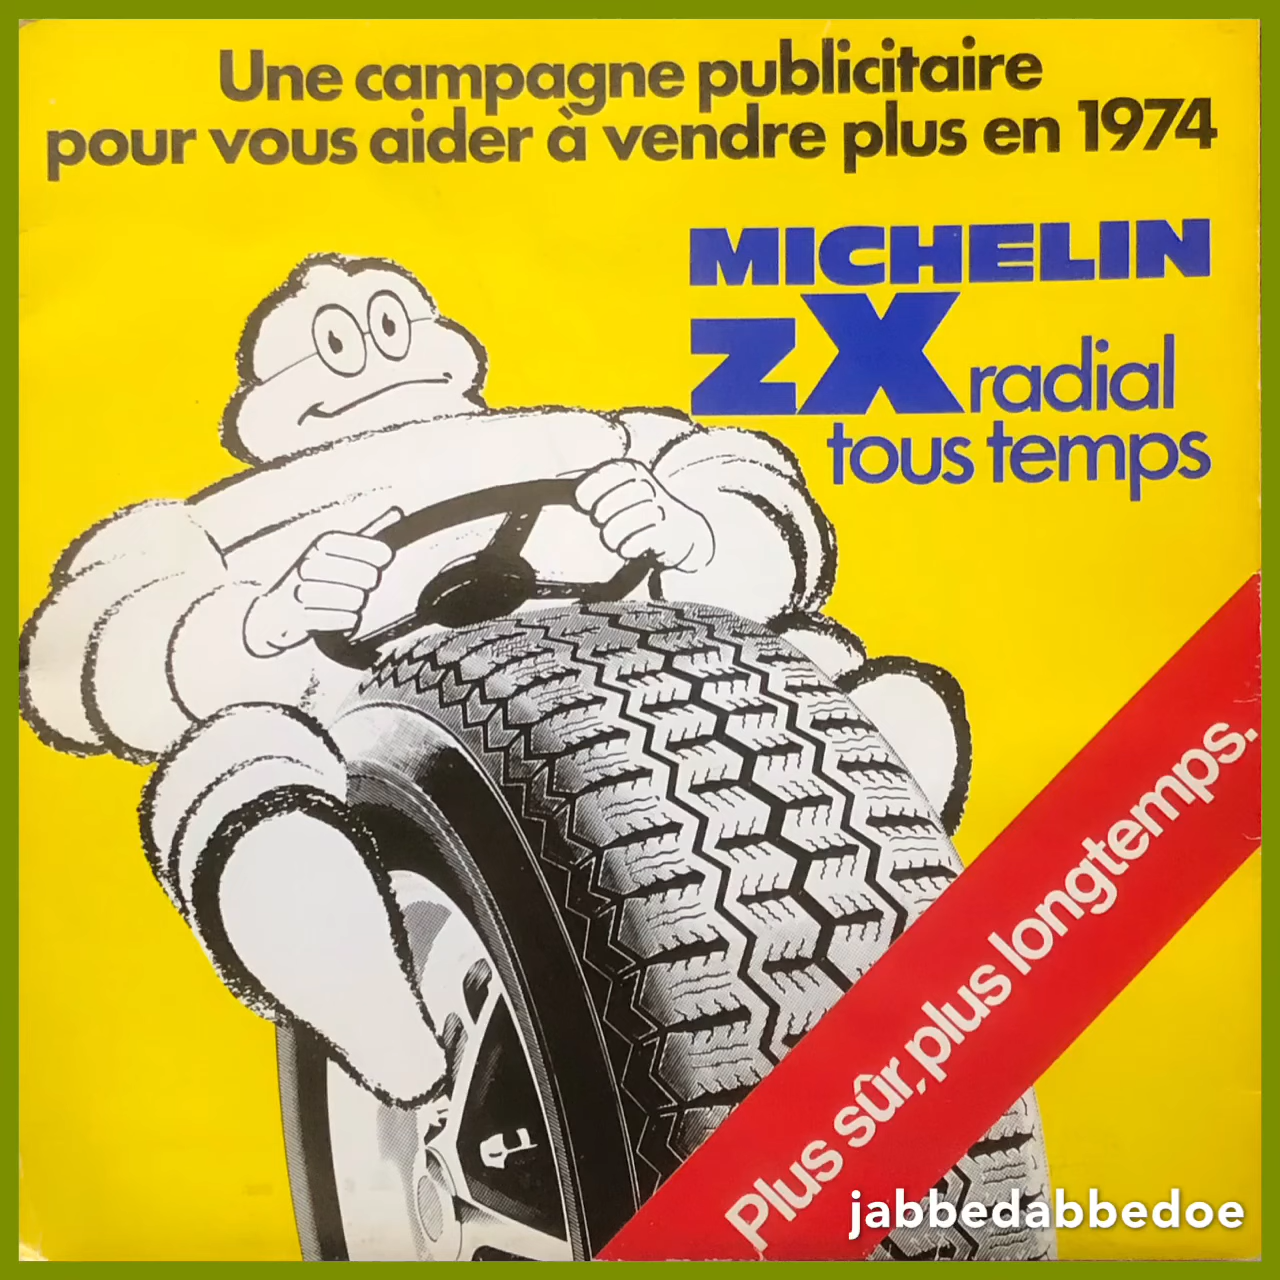 Une campagne publicitaire
pour vous aider à vendre plus en 1974
MICHELIN
ZX radial
tous temps
Plus sûr, plus longtemps.
jabbedabbedoe